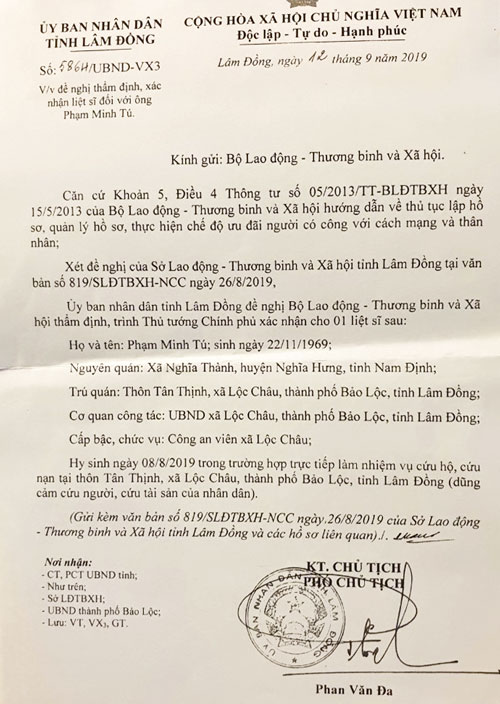 ỦY BAN NHÂN DÂN
TỈNH LÂM ĐỒNG
CỘNG HÒA XÃ HỘI CHỦ NGHĨA VIỆT NAM
Độc lập - Tự do - Hạnh phúc
Số: 5864/UBND-VX3
Lâm Đồng, ngày 12 tháng 9 năm 2019
V/v đề nghị thẩm định, xác
nhận liệt sĩ đối với ông
Phạm Minh Tú.
Kính gửi: Bộ Lao động - Thương binh và Xã hội.
Căn cứ Khoản 5, Điều 4 Thông tư số 05/2013/TT-BLĐTBXH ngày
15/5/2013 của Bộ Lao động - Thương binh và Xã hội hướng dẫn về thủ tục lập hồ
sơ, quản lý hồ sơ, thực hiện chế độ ưu đãi người có công với cách mạng và thân
nhân;
Xét đề nghị của Sở Lao động - Thương binh và Xã hội tỉnh Lâm Đồng tại văn
bản số 819/SLĐTBXH-NCC ngày 26/8/2019,
Ủy ban nhân dân tỉnh Lâm Đồng đề nghị Bộ Lao động - Thương binh và Xã
hội thẩm định, trình Thủ tướng Chính phủ xác nhận cho 01 liệt sĩ sau:
Họ và tên: Phạm Minh Tú; sinh ngày 22/11/1969;
Nguyên quán: Xã Nghĩa Thành, huyện Nghĩa Hưng, tỉnh Nam Định;
Trú quán: Thôn Tân Thịnh, xã Lộc Châu, thành phố Bảo Lộc, tỉnh Lâm Đồng;
Cơ quan công tác: UBND xã Lộc Châu, thành phố Bảo Lộc, tỉnh Lâm Đồng;
Cấp bậc, chức vụ: Công an viên xã Lộc Châu;
Hy sinh ngày 08/8/2019 trong trường hợp trực tiếp làm nhiệm vụ cứu hộ, cứu
nạn tại thôn Tân Thịnh, xã Lộc Châu, thành phố Bảo Lộc, tỉnh Lâm Đồng (dũng
cảm cứu người, cứu tài sản của nhân dân).
(Gửi kèm văn bản số 819/SLĐTBXH-NCC ngày 26/8/2019 của Sở Lao động
- Thương binh và Xã hội tỉnh Lâm Đồng và các hồ sơ liên quan)./.
Nơi nhận:
- CT, PCT UBND tỉnh;
- Như trên;
- Sở LĐTBXH;
- UBND thành phố Bảo Lộc;
- Lưu: VT, VX3, GT.
KT. CHỦ TỊCH
PHÓ CHỦ TỊCH
ỦY BAN NHÂN DÂN TỈNH LÂM ĐỒNG
Phan Văn Đa